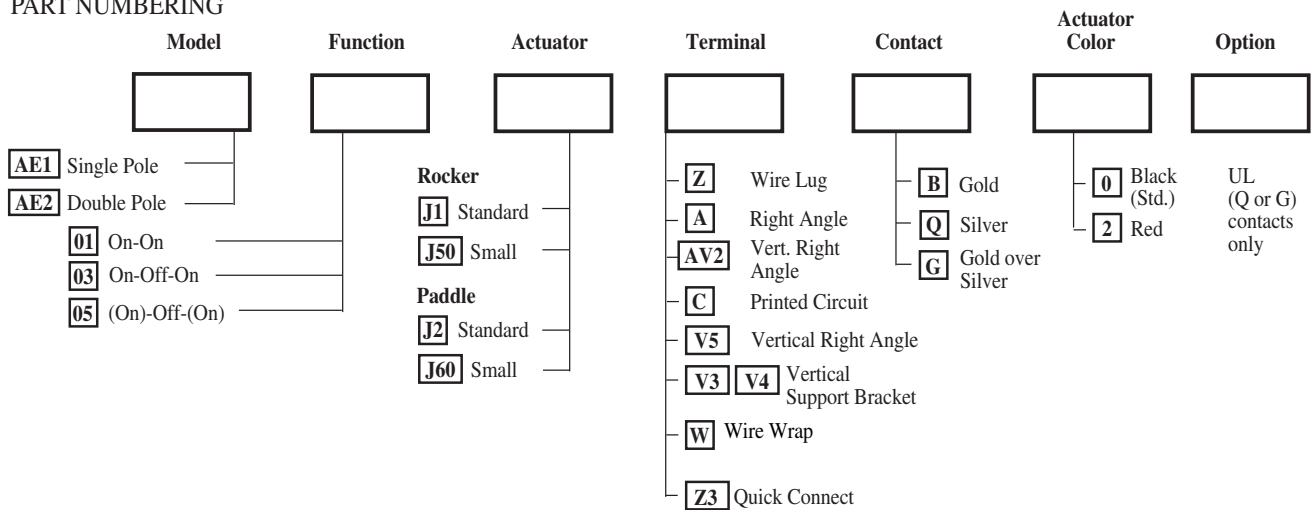 PART NUMBERING
Model
Function
Actuator
Terminal
Contact
Actuator
Color
Option
AE1 Single Pole
AE2 Double Pole
01 On-On
03 On-Off-On
05 (On)-Off-(On)
Rocker
J1 Standard
J50 Small
Paddle
J2 Standard
J60 Small
Z Wire Lug
A Right Angle
AV2 Vert. Right
Angle
C Printed Circuit
V5 Vertical Right Angle
V3 V4 Vertical
Support Bracket
W Wire Wrap
Z3 Quick Connect
B Gold
Q Silver
G Gold over
Silver
0 Black
(Std.)
2 Red
UL
(Q or G)
contacts
only